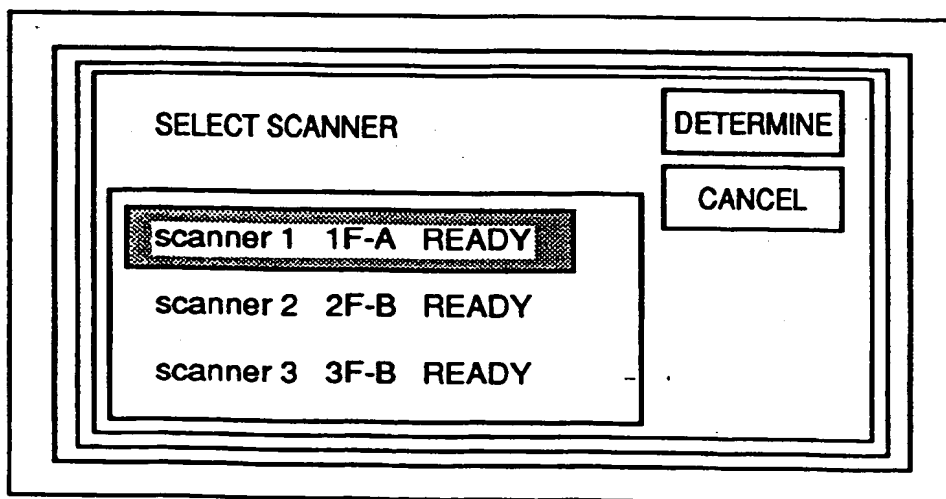 SELECT SCANNER
DETERMINE
CANCEL
scanner 1 1F-A READY
scanner 2 2F-B READY
scanner 3 3F-B READY